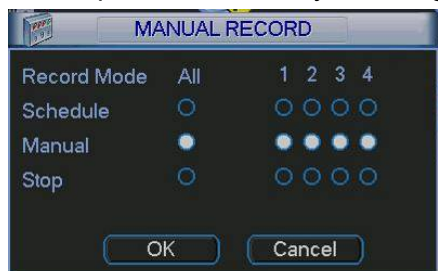 MANUAL RECORD
Record Mode All 1 2 3 4
Schedule
Manual
Stop
OK Cancel